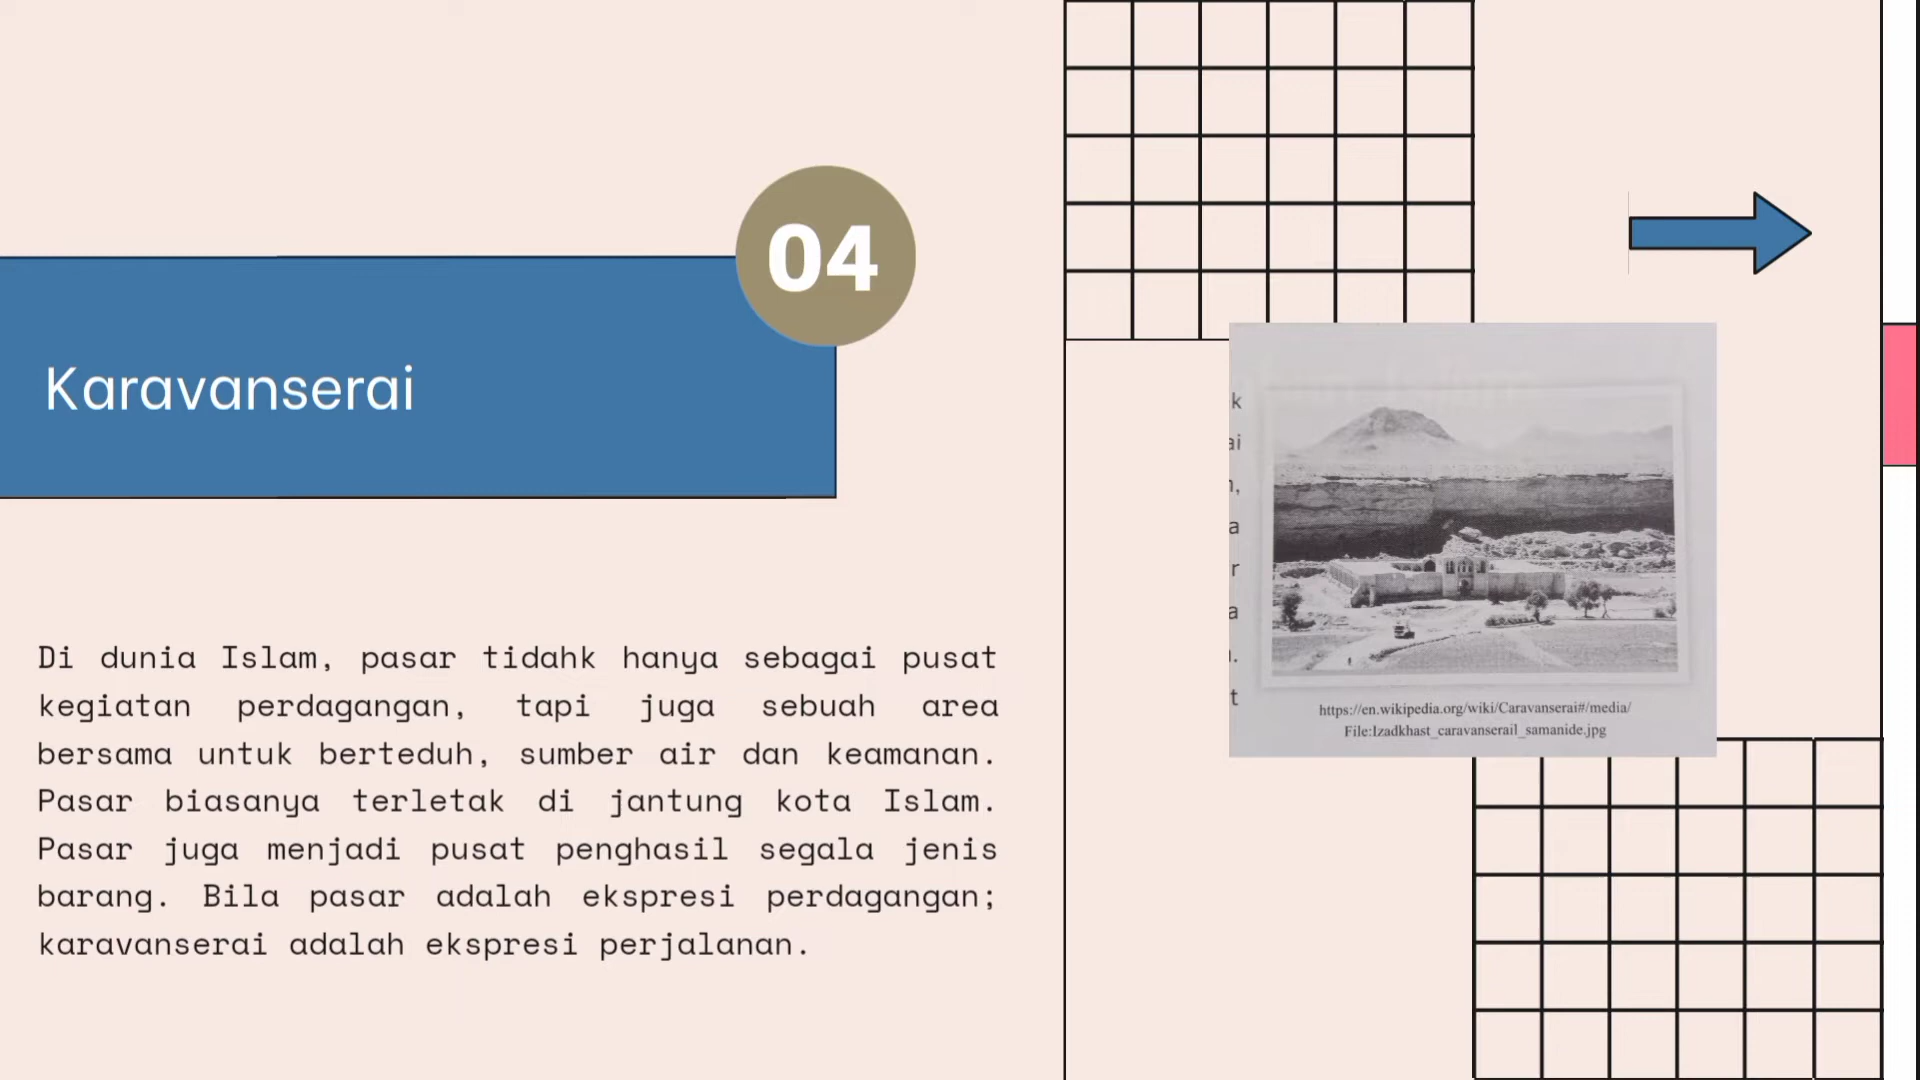 04
Karavanserai
Di dunia Islam, pasar tidahk hanya sebagai pusat
kegiatan perdagangan, tapi juga sebuah area
bersama untuk berteduh, sumber air dan keamanan.
Pasar biasanya terletak di jantung kota Islam.
Pasar juga menjadi pusat penghasil segala jenis
barang. Bila pasar adalah ekspresi perdagangan;
karavanserai adalah ekspresi perjalanan.
k
ai
a
r
a
t
https://en.wikipedia.org/wiki/Caravanserai#/media/
File:Izadkhast_caravanserail_samanide.jpg